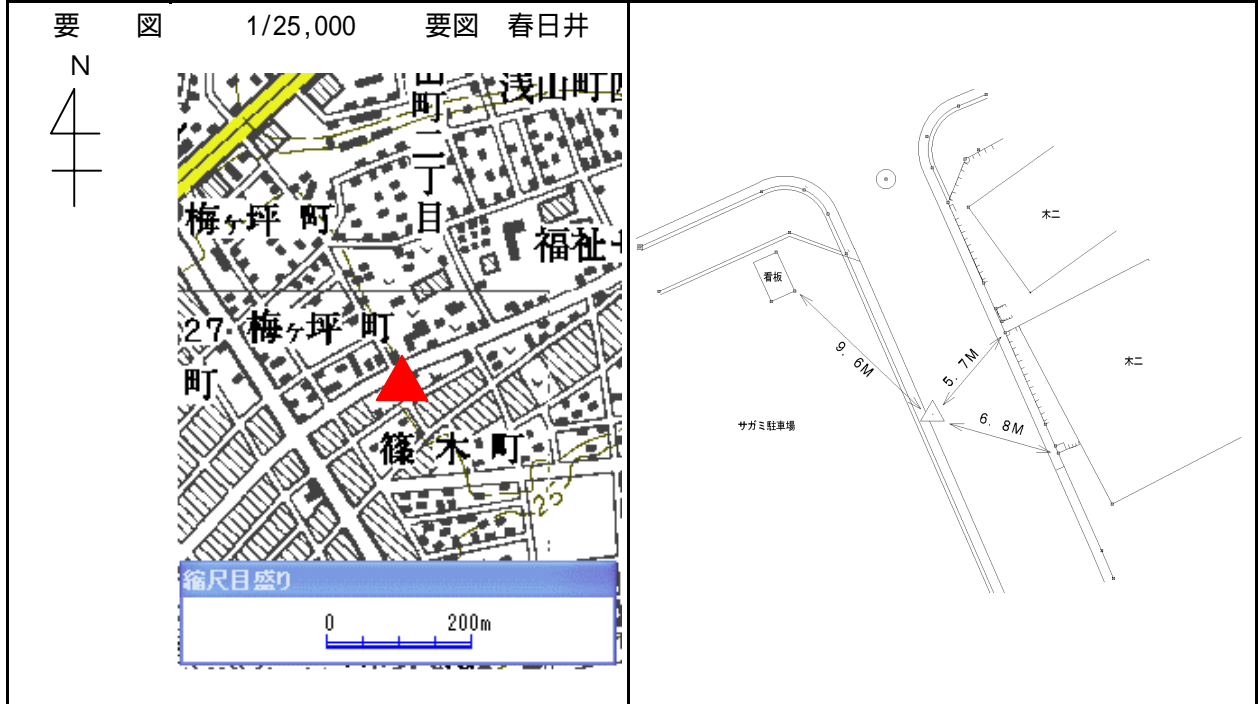 要 図 1/25,000 要図 春日井
N
浅山町
山町二丁目
梅ヶ坪 町
福祉
27 梅ヶ坪 町
町
篠 木 町
25
縮尺目盛り
0 200m
木二
看板
9.6M
5.7M
木二
6.8M
サガミ駐車場